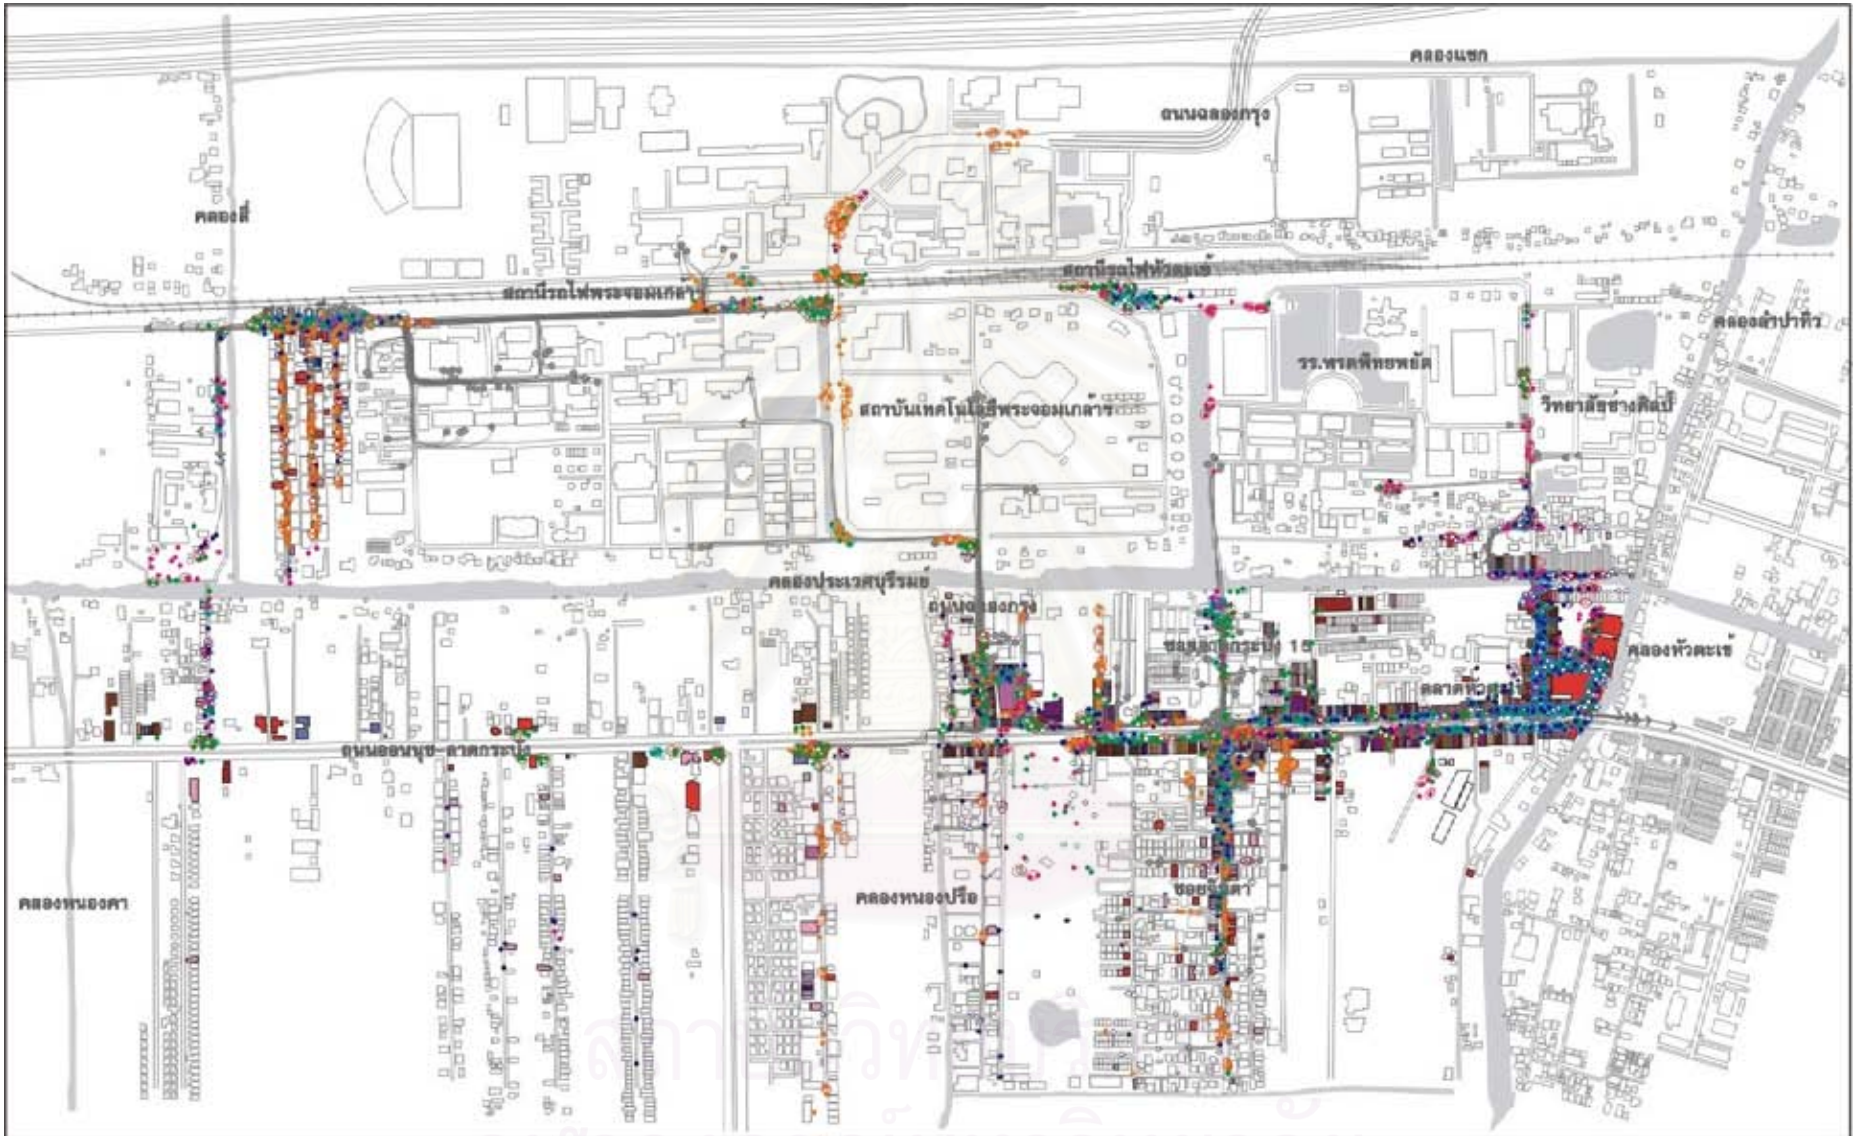 คลองแขก
ถนนฉลองกรุง
คลองสี่
สถานีรถไฟหัวตะเข้
สถานีรถไฟพระจอมเกล้า
คลองลำปาทิว
รร.พรตพิทยพยัต
สถาบันเทคโนโลยีพระจอมเกล้าฯ
วิทยาลัยช่างศิลป์
คลองประเวศบุรีรมย์
ถนนฉลองกรุง
ซอยลาดกระบัง 15
คลองหัวตะเข้
ตลาดหัวตะเข้
ถนนอ่อนนุช-ลาดกระบัง
ซอยจินดา
คลองหนองปรือ
คลองหนองคา